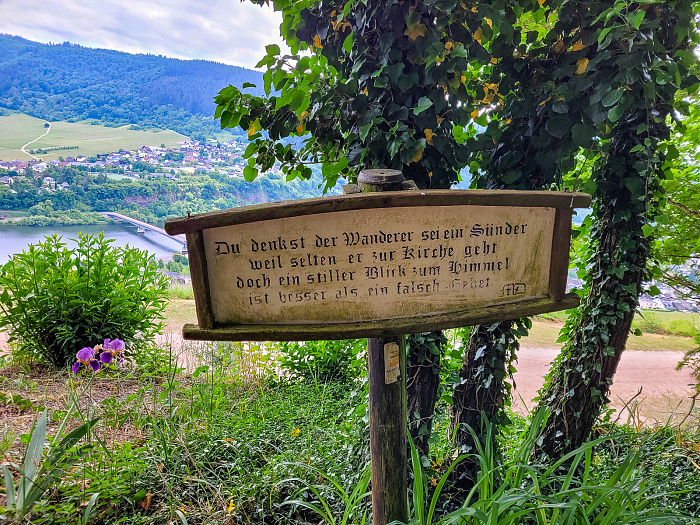 Du denkst der Wanderer sei ein Sünder
weil selten er zur Kirche geht
doch ein stiller Blick zum Himmel
ist besser als ein falsch Gebet MD